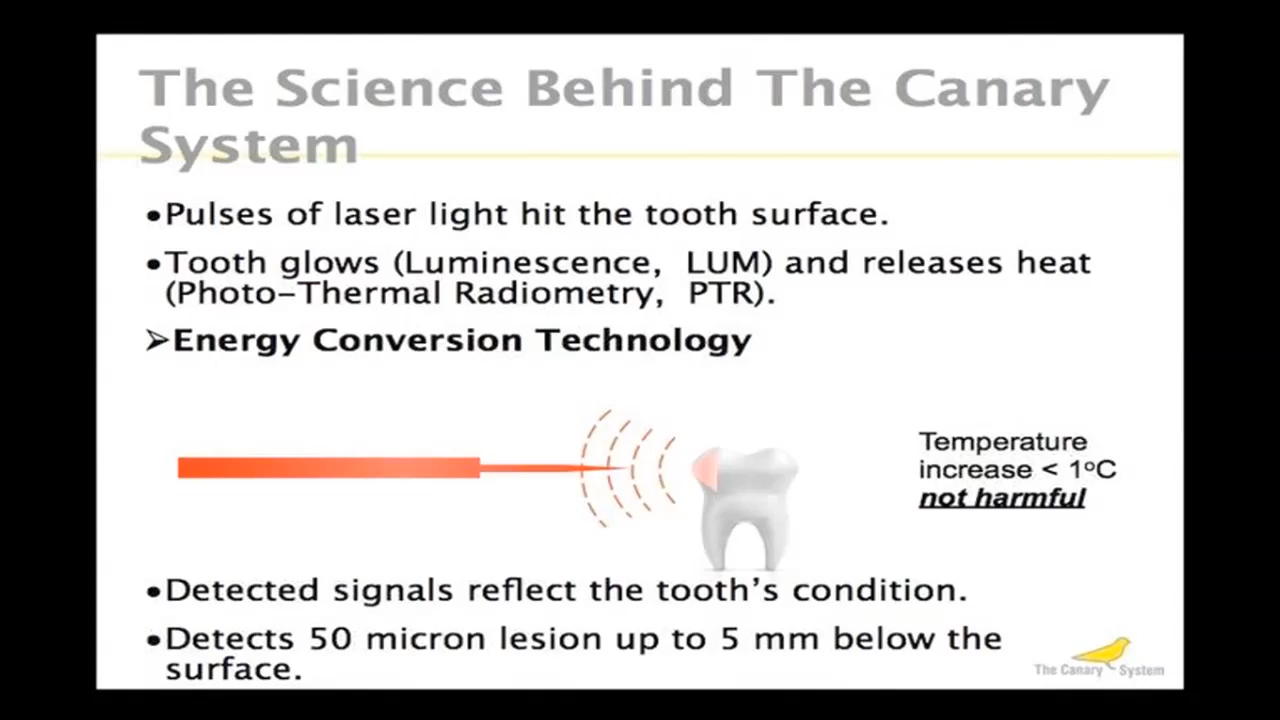 The Science Behind The Canary
System
•Pulses of laser light hit the tooth surface.
•Tooth glows (Luminescence, LUM) and releases heat
(Photo-Thermal Radiometry, PTR).
➢Energy Conversion Technology
Temperature
increase < 1°C
not harmful
•Detected signals reflect the tooth's condition.
•Detects 50 micron lesion up to 5 mm below the
surface.
The Canary System